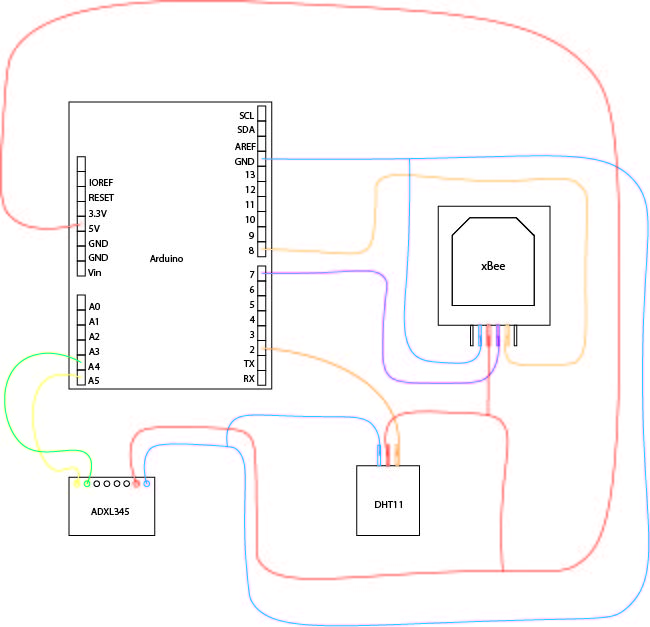 SCL
SDA
AREF
GND
13
12
11
10
9
8
IOREF
RESET
3.3V
5V
GND
GND
Vin
Arduino
xBee
7
6
5
4
3
2
TX
RX
A0
A1
A2
A3
A4
A5
ADXL345
DHT11